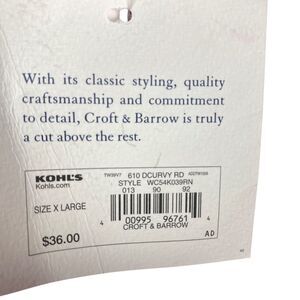 With its classic styling, quality
craftsmanship and commitment
to detail, Croft & Barrow is truly
a cut above the rest.
KOHL'S
Kohls.com
610 DCURVY RD
STYLE WC54K039RN
013 90 92
SIZE X LARGE
4 00995 96761 4
$36.00
CROFT & BARROW
AD